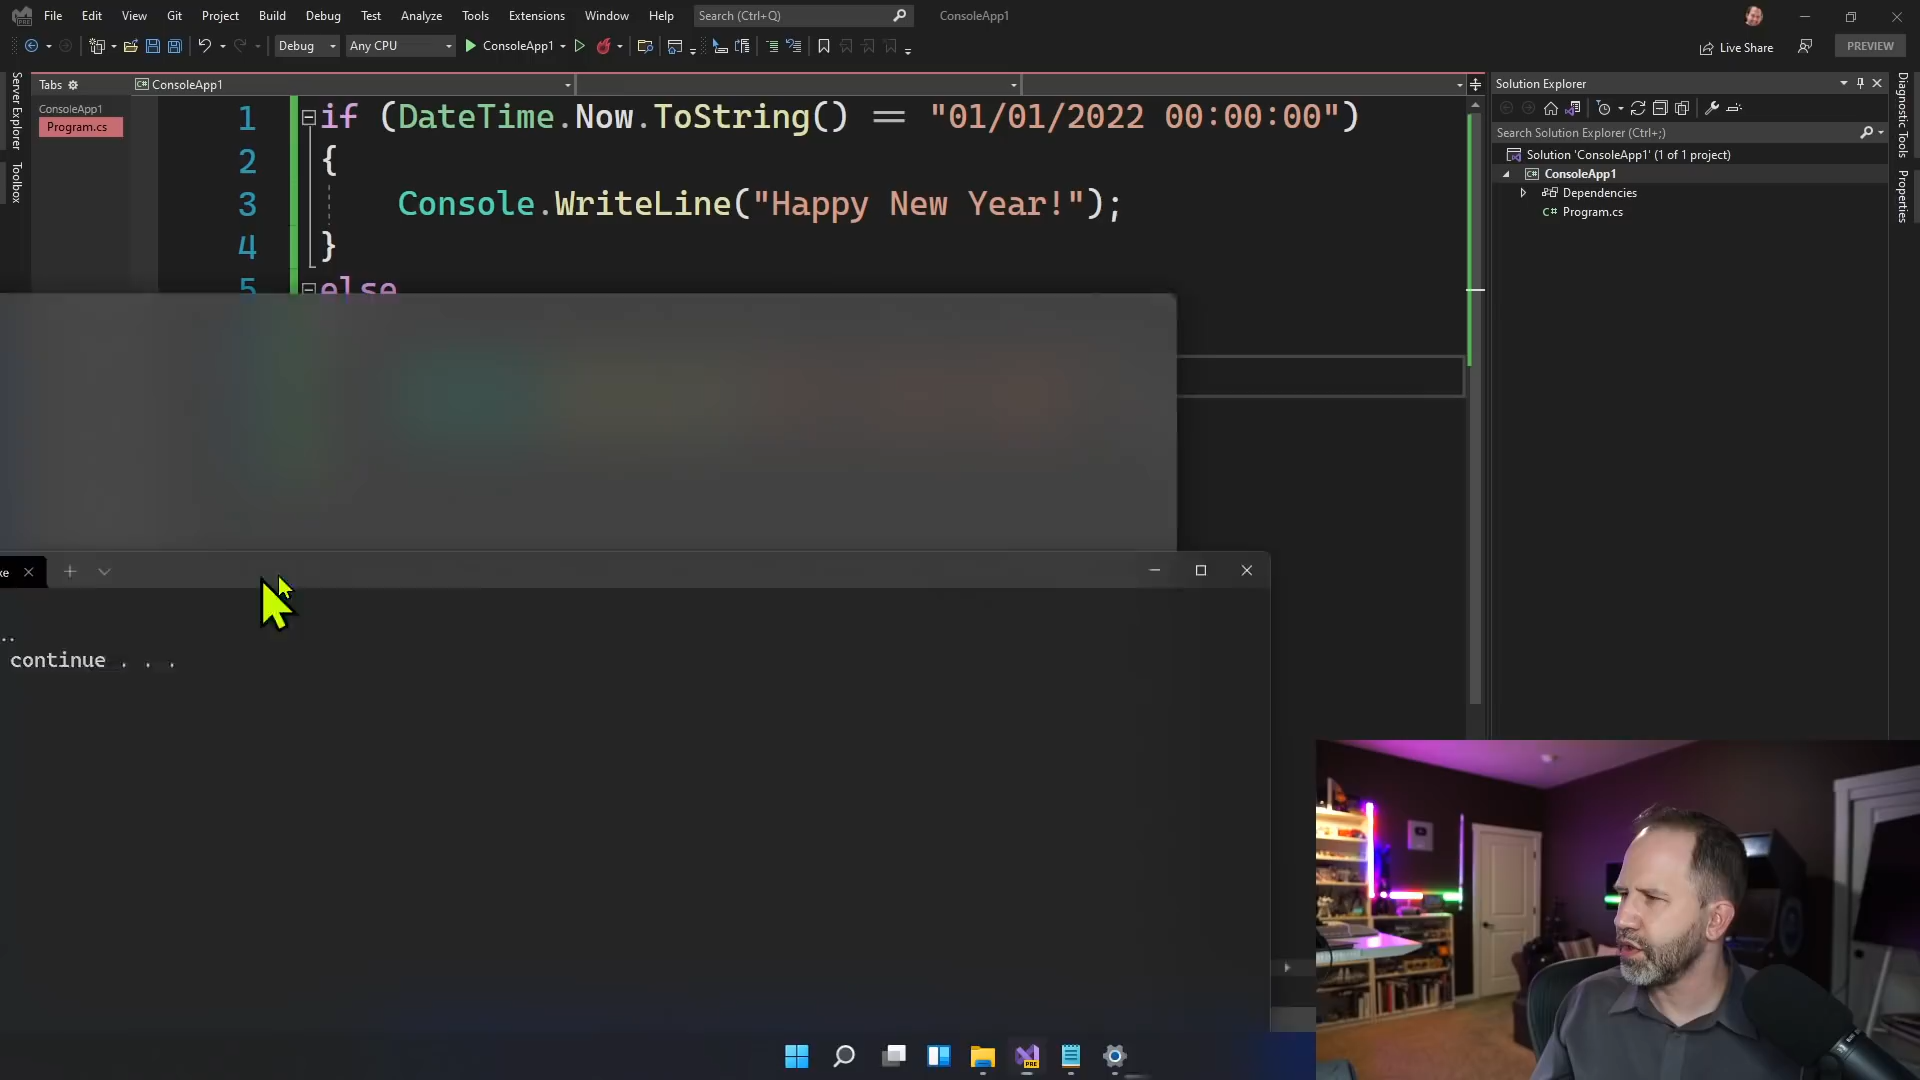 File Edit View Git Project Build Debug Test Analyze Tools Extensions Window Help Search (Ctrl+Q) ConsoleApp1
Debug Any CPU ConsoleApp1 Live Share PREVIEW
Tabs
ConsoleApp1
Program.cs
Server Explorer
Toolbox
ConsoleApp1
1 if (DateTime.Now.ToString() == "01/01/2022 00:00:00")
2 {
3 Console.WriteLine("Happy New Year!");
4 }
5 else
Solution Explorer
Search Solution Explorer (Ctrl+;)
Solution 'ConsoleApp1' (1 of 1 project)
ConsoleApp1
Dependencies
C# Program.cs
Diagnostic Tools
Properties
..
continue . . .
PRE